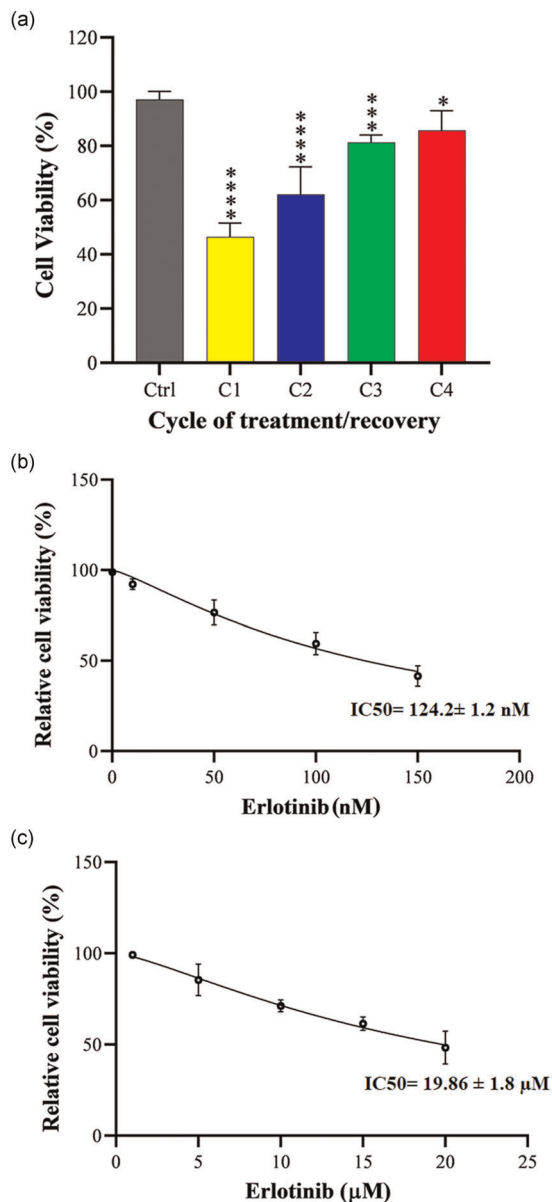 (a)
Cell Viability (%)
120
100
80
60
40
20
0
****
****
***
*
Ctrl C1 C2 C3 C4
Cycle of treatment/recovery
(b)
Relative cell viability (%)
150
100
50
0
IC50= 124.2± 1.2 nM
0 50 100 150 200
Erlotinib (nM)
(c)
Relative cell viability (%)
150
100
50
0
IC50= 19.86 ± 1.8 µM
0 5 10 15 20 25
Erlotinib (µM)